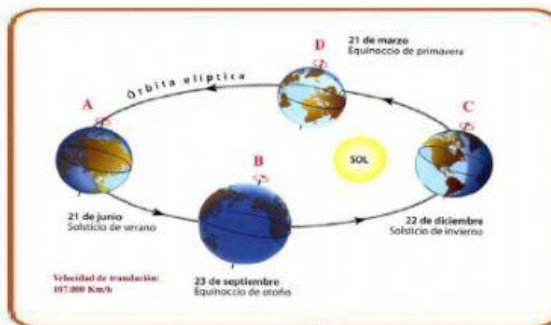 D
21 de marzo
Equinoccio de primavera
Órbita elíptica
A
C
B
SOL
21 de junio
Solsticio de verano
22 de diciembre
Solsticio de invierno
23 de septiembre
Equinoccio de otoño
Velocidad de translación:
107.000 Km/h